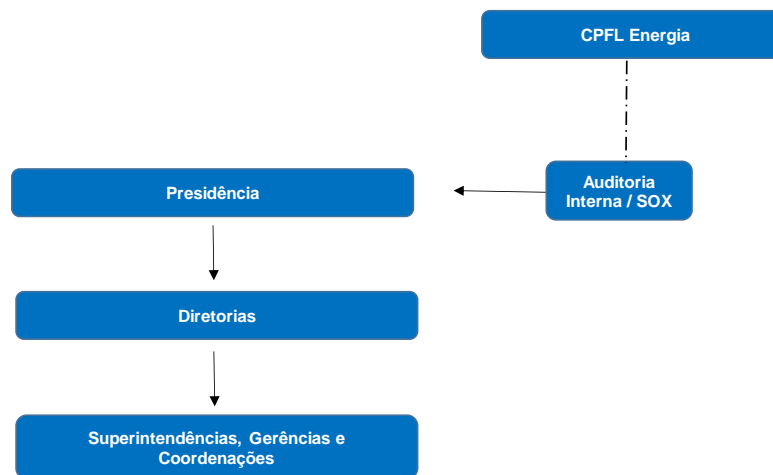 CPFL Energia
Auditoria
Interna / SOX
Presidência
Diretorias
Superintendências, Gerências e
Coordenações